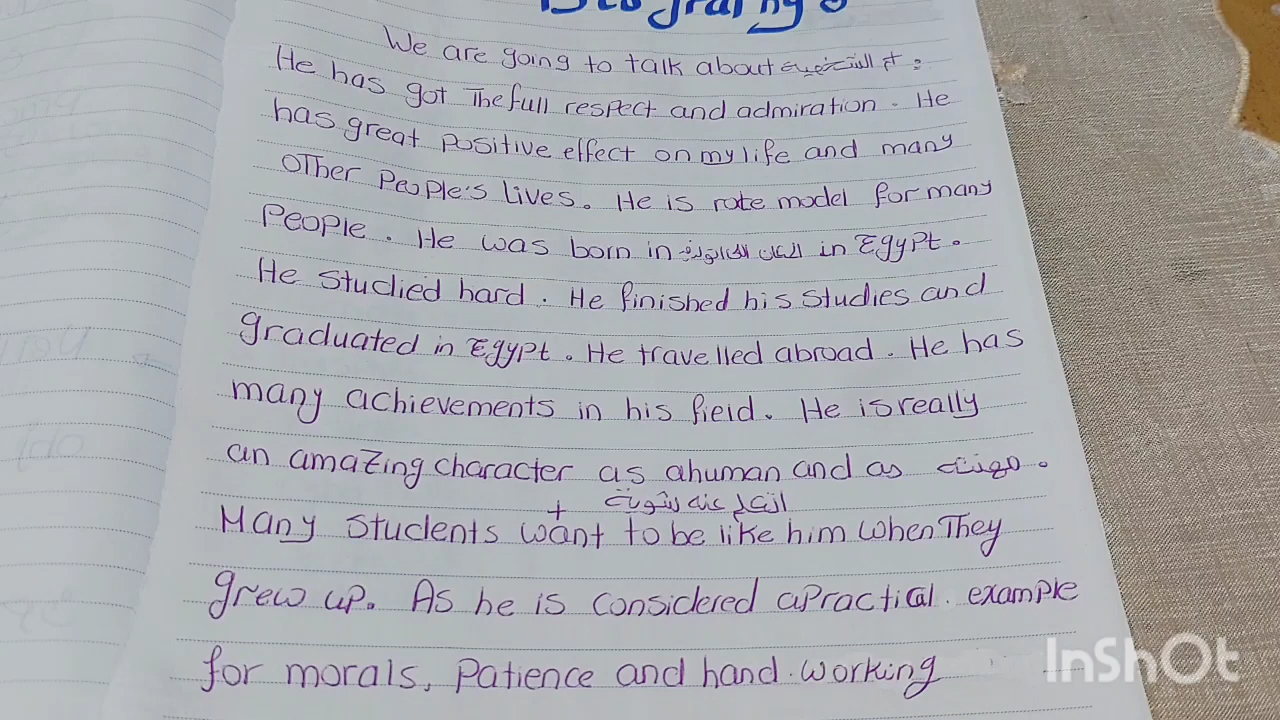 Biography
We are going to talk about اسم الشخصية :
He has got The full respect and admiration. He
has great positive effect on my life and many
other People's lives. He is role model for many
People. He was born in in Egypt.
He studied hard. He finished his studies and
graduated in Egypt. He travelled abroad. He has
many achievements in his field. He is really
an amazing character as a human and as مهنته.
+ اتكلم عنه شوية
Many students want to be like him when They
grew up. As he is considered a Practical example
for morals, Patience and hand working
InShOt